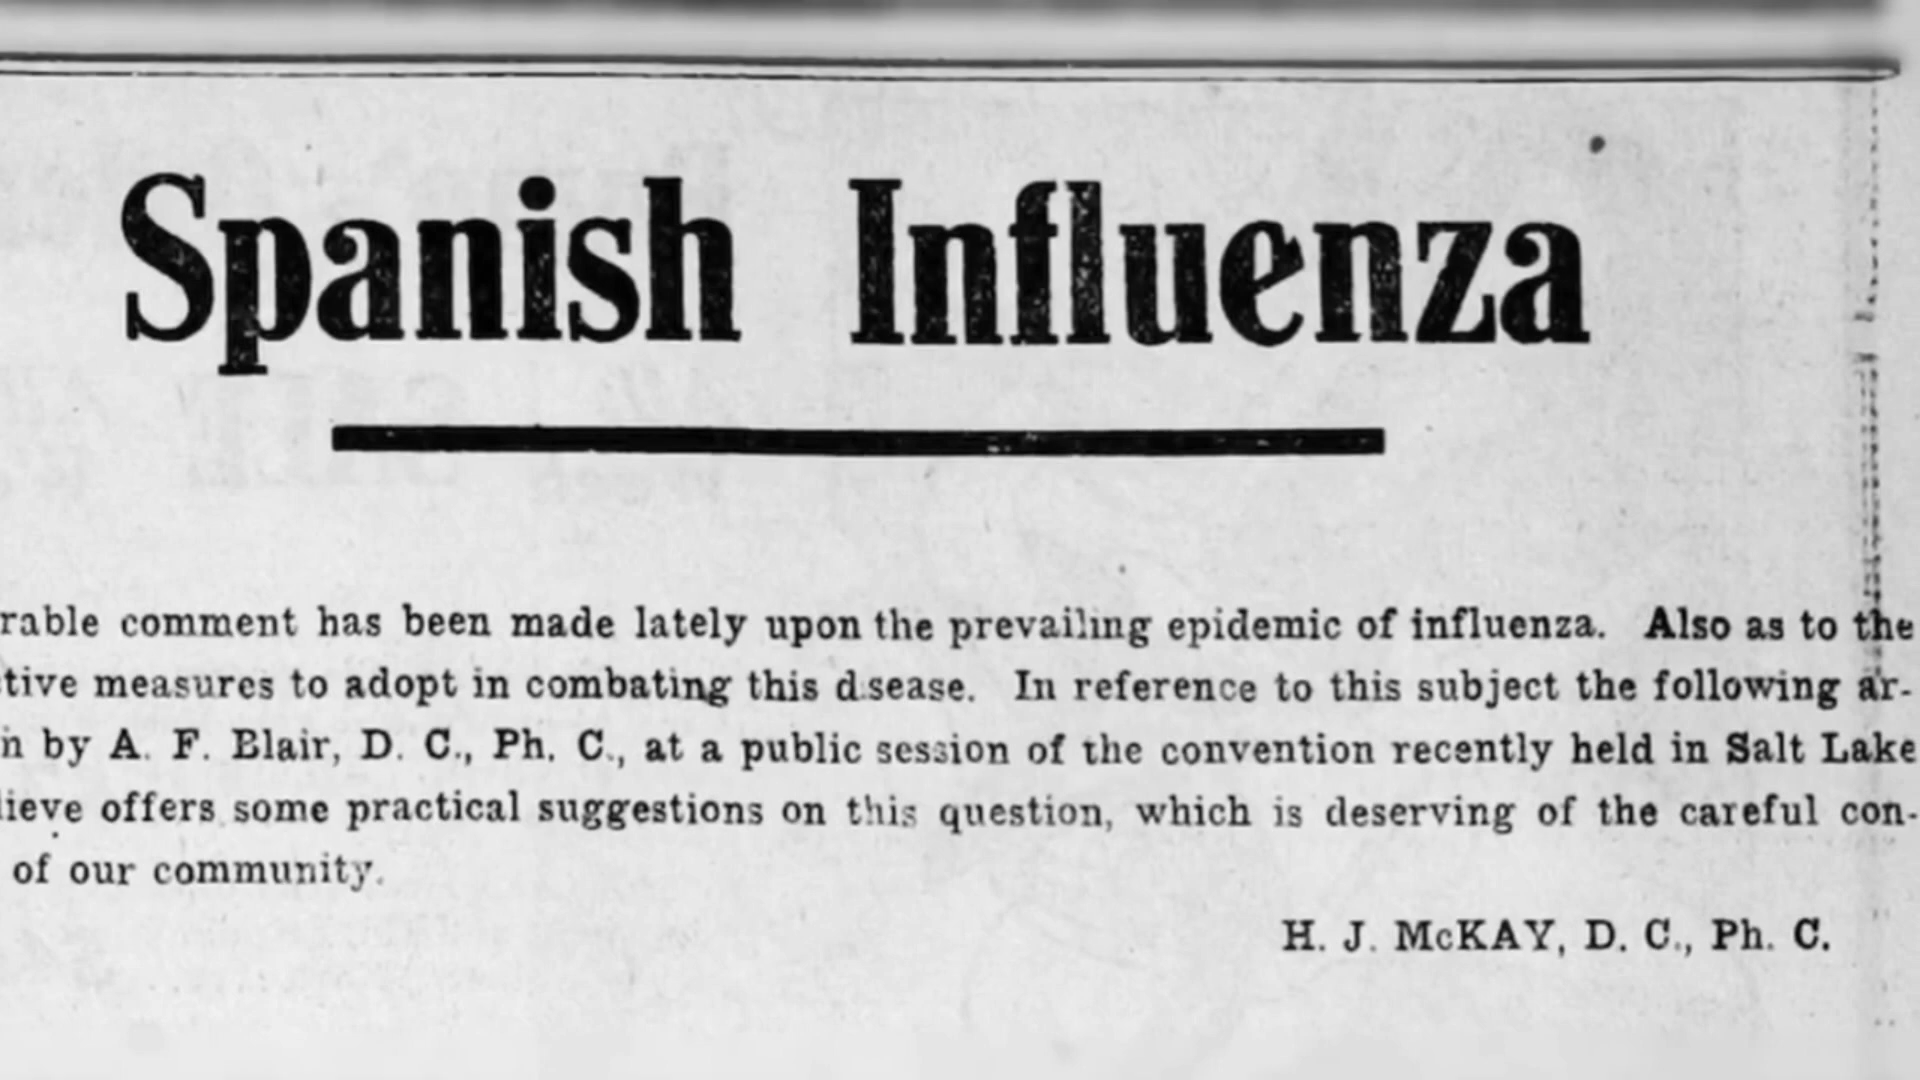 Spanish Influenza
rable comment has been made lately upon the prevailing epidemic of influenza. Also as to the
tive measures to adopt in combating this d.sease. In reference to this subject the following ar-
n by A. F. Blair, D. C., Ph. C., at a public session of the convention recently held in Salt Lake
lieve offers some practical suggestions on this question, which is deserving of the careful con-
of our community.
H. J. McKAY, D. C., Ph. C.